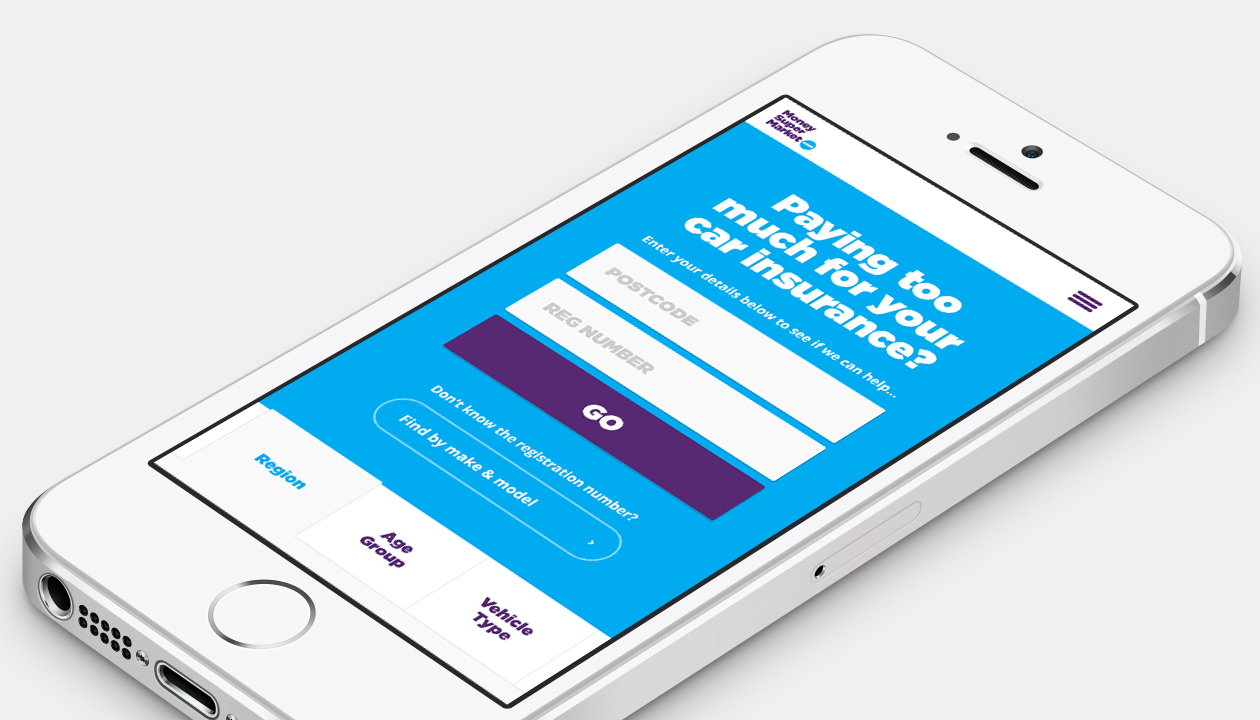 Money
Super
Market
Paying too
much for your
car insurance?
Enter your details below to see if we can help...
POSTCODE
REG NUMBER
GO
Don't know the registration number?
Find by make & model ›
Region
Age
Group
Vehicle
Type